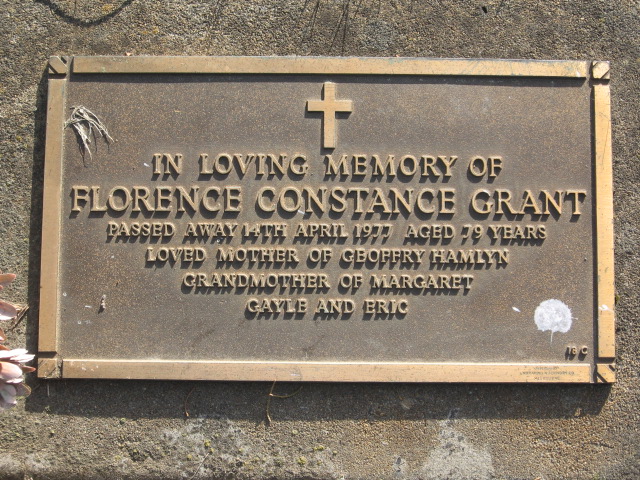 IN LOVING MEMORY OF
FLORENCE CONSTANCE GRANT
PASSED AWAY 14TH APRIL 1977 AGED 79 YEARS
LOVED MOTHER OF GEOFFRY HAMLYN
GRANDMOTHER OF MARGARET
GAYLE AND ERIC